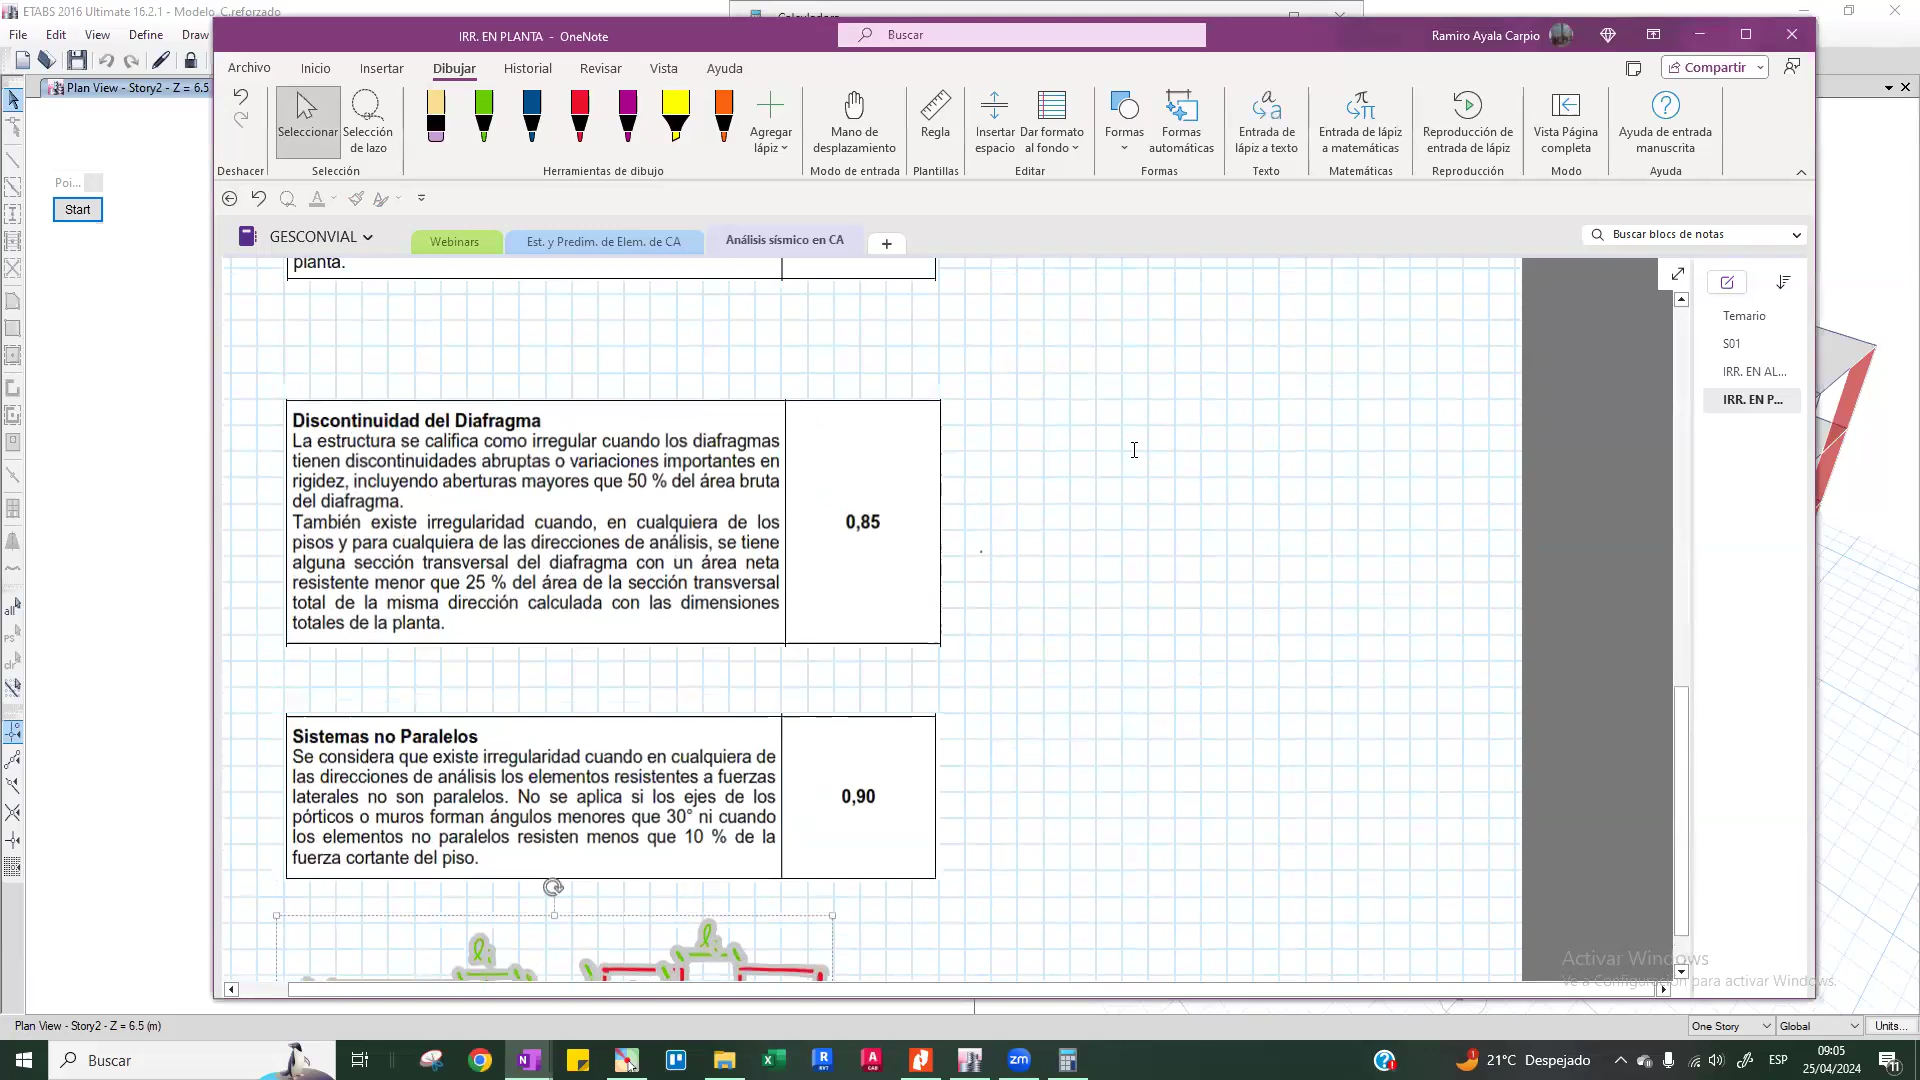 ETABS 2016 Ultimate 16.2.1 - Modelo_C.reforzado
File Edit View Define Draw
Plan View - Story2 - Z = 6.5
Poi...
Start
all
clr
IRR. EN PLANTA - OneNote
Buscar
Ramiro Ayala Carpio
Archivo Inicio Insertar Dibujar Historial Revisar Vista Ayuda
Compartir
Seleccionar
Selección de lazo
Agregar lápiz
Mano de desplazamiento
Regla
Insertar espacio
Dar formato al fondo
Formas
Formas automáticas
Entrada de lápiz a texto
Entrada de lápiz a matemáticas
Reproducción de entrada de lápiz
Vista Página completa
Ayuda de entrada manuscrita
Deshacer Selección Herramientas de dibujo Modo de entrada Plantillas Editar Formas Texto Matemáticas Reproducción Modo Ayuda
GESCONVIAL
Webinars
Est. y Predim. de Elem. de CA
Análisis sísmico en CA
Buscar blocs de notas
Temario
S01
IRR. EN AL...
IRR. EN P...
planta.
Discontinuidad del Diafragma
La estructura se califica como irregular cuando los diafragmas
tienen discontinuidades abruptas o variaciones importantes en
rigidez, incluyendo aberturas mayores que 50 % del área bruta
del diafragma.
También existe irregularidad cuando, en cualquiera de los
pisos y para cualquiera de las direcciones de análisis, se tiene
alguna sección transversal del diafragma con un área neta
resistente menor que 25 % del área de la sección transversal
total de la misma dirección calculada con las dimensiones
totales de la planta.
0,85
Sistemas no Paralelos
Se considera que existe irregularidad cuando en cualquiera de
las direcciones de análisis los elementos resistentes a fuerzas
laterales no son paralelos. No se aplica si los ejes de los
pórticos o muros forman ángulos menores que 30° ni cuando
los elementos no paralelos resisten menos que 10 % de la
fuerza cortante del piso.
0,90
Activar Windows
Ve a Configuración para activar Windows.
Plan View - Story2 - Z = 6.5 (m)
One Story
Global
Units...
Buscar
21°C Despejado
ESP
09:05
25/04/2024
11